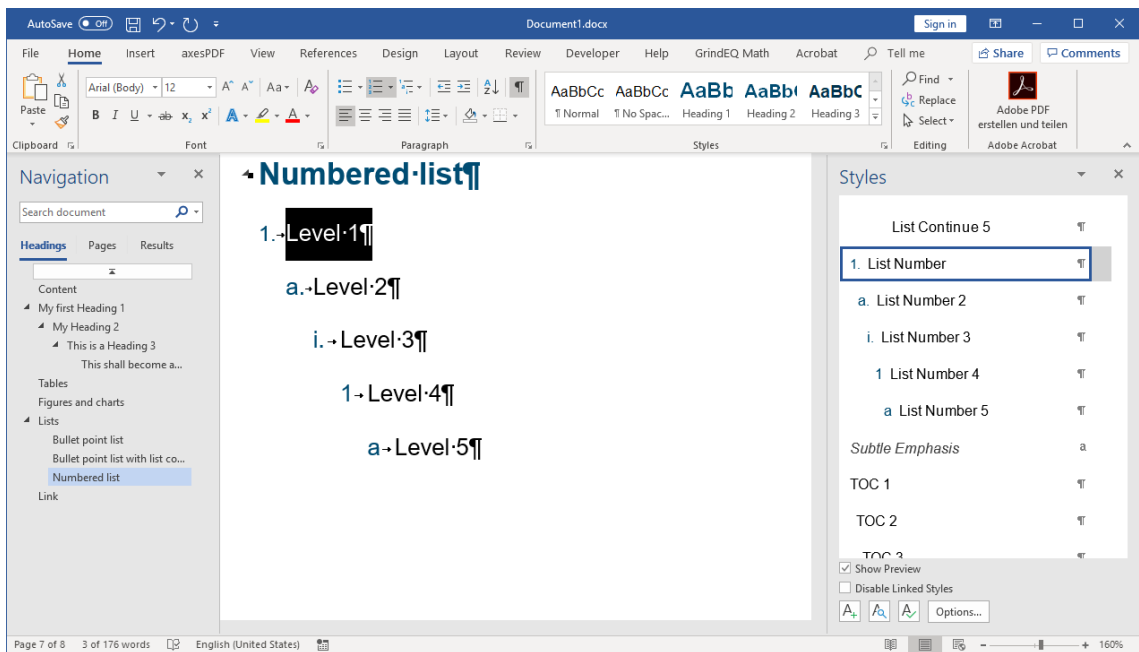 AutoSave Off Document1.docx Sign in
File Home Insert axesPDF View References Design Layout Review Developer Help GrindEQ Math Acrobat Tell me Share Comments
Paste
Clipboard
Arial (Body) 12 A^ Aˇ Aa A
B I U ab x₂ x² A A
Font
Paragraph
AaBbCc AaBbCc AaBb AaBb AaBbC
¶ Normal ¶ No Spac... Heading 1 Heading 2 Heading 3
Styles
Find
Replace
Select
Editing
Adobe PDF
erstellen und teilen
Adobe Acrobat
Navigation
Search document
Headings Pages Results
Content
My first Heading 1
My Heading 2
This is a Heading 3
This shall become a...
Tables
Figures and charts
Lists
Bullet point list
Bullet point list with list co...
Numbered list
Link
Numbered·list¶
1.→Level·1¶
a.→Level·2¶
i.→Level·3¶
1→Level·4¶
a→Level·5¶
Styles
List Continue 5 ¶
1. List Number ¶
a. List Number 2 ¶
i. List Number 3 ¶
1 List Number 4 ¶
a List Number 5 ¶
Subtle Emphasis a
TOC 1 ¶
TOC 2 ¶
TOC 3 ¶
Show Preview
Disable Linked Styles
Options...
Page 7 of 8 3 of 176 words English (United States) 160%